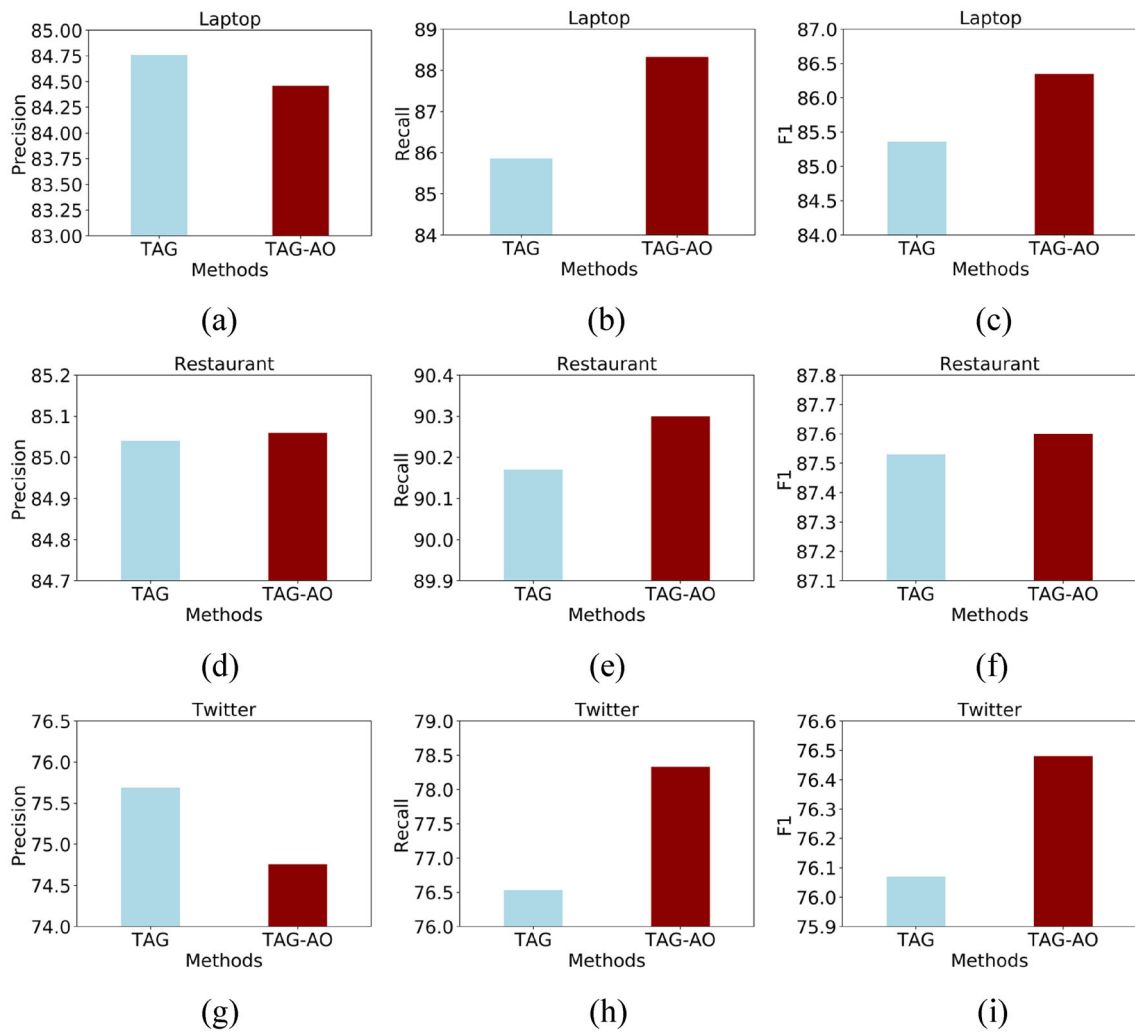 Laptop
85.00
84.75
84.50
84.25
84.00
83.75
83.50
83.25
83.00
Precision
TAG TAG-AO
Methods
(a)
Laptop
89
88
87
86
85
84
Recall
TAG TAG-AO
Methods
(b)
Laptop
87.0
86.5
86.0
85.5
85.0
84.5
84.0
F1
TAG TAG-AO
Methods
(c)
Restaurant
85.2
85.1
85.0
84.9
84.8
84.7
Precision
TAG TAG-AO
Methods
(d)
Restaurant
90.4
90.3
90.2
90.1
90.0
89.9
Recall
TAG TAG-AO
Methods
(e)
Restaurant
87.8
87.7
87.6
87.5
87.4
87.3
87.2
87.1
F1
TAG TAG-AO
Methods
(f)
Twitter
76.5
76.0
75.5
75.0
74.5
74.0
Precision
TAG TAG-AO
Methods
(g)
Twitter
79.0
78.5
78.0
77.5
77.0
76.5
76.0
Recall
TAG TAG-AO
Methods
(h)
Twitter
76.6
76.5
76.4
76.3
76.2
76.1
76.0
75.9
F1
TAG TAG-AO
Methods
(i)